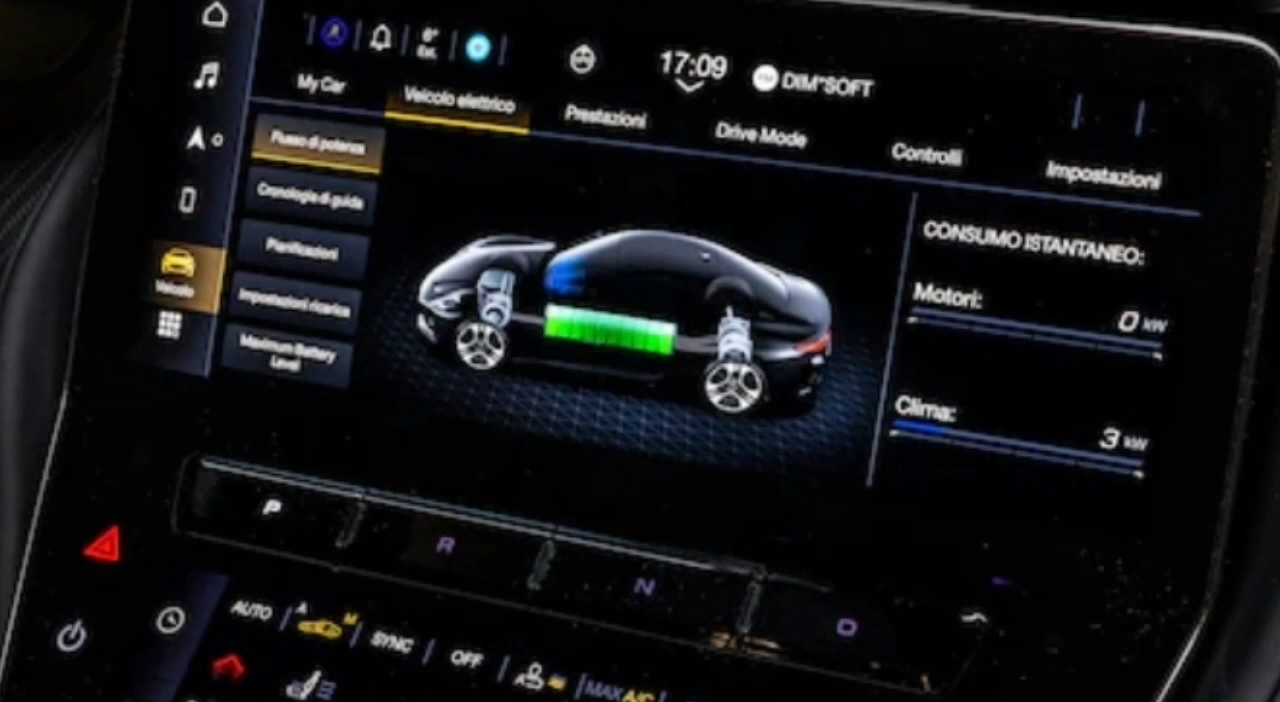 6°
Est.
17:09
DIM"SOFT
My Car
Veicolo elettrico
Prestazioni
Drive Mode
Controlli
Impostazioni
Flusso di potenza
Cronologia di guida
Pianificazioni
Impostazioni ricarica
Maximum Battery
Level
Veicolo
CONSUMO ISTANTANEO:
Motori:
0 kW
Clima:
3 kW
P
R
N
D
AUTO
A
M
SYNC
OFF
A
MAX A/C